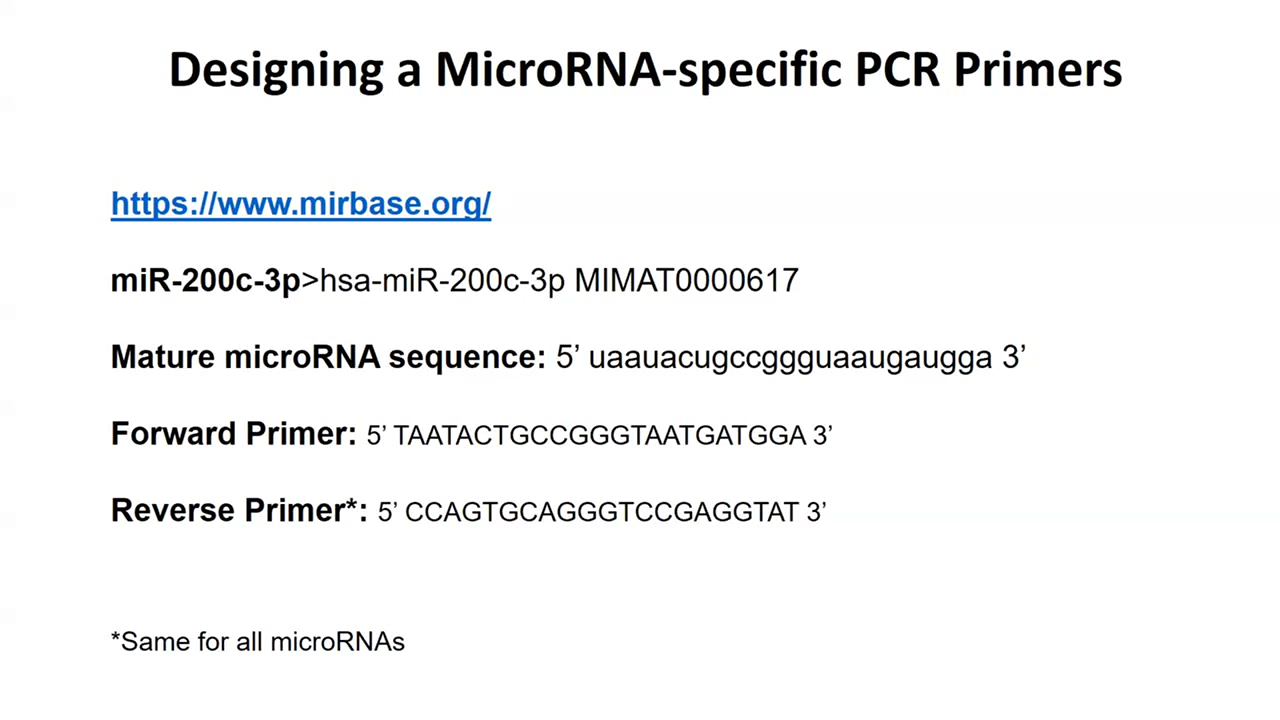 Designing a MicroRNA-specific PCR Primers
https://www.mirbase.org/
miR-200c-3p>hsa-miR-200c-3p MIMAT0000617
Mature microRNA sequence: 5’ uaauacugccggguaaugaugga 3’
Forward Primer: 5’ TAATACTGCCGGGTAATGATGGA 3’
Reverse Primer*: 5’ CCAGTGCAGGGTCCGAGGTAT 3’
*Same for all microRNAs